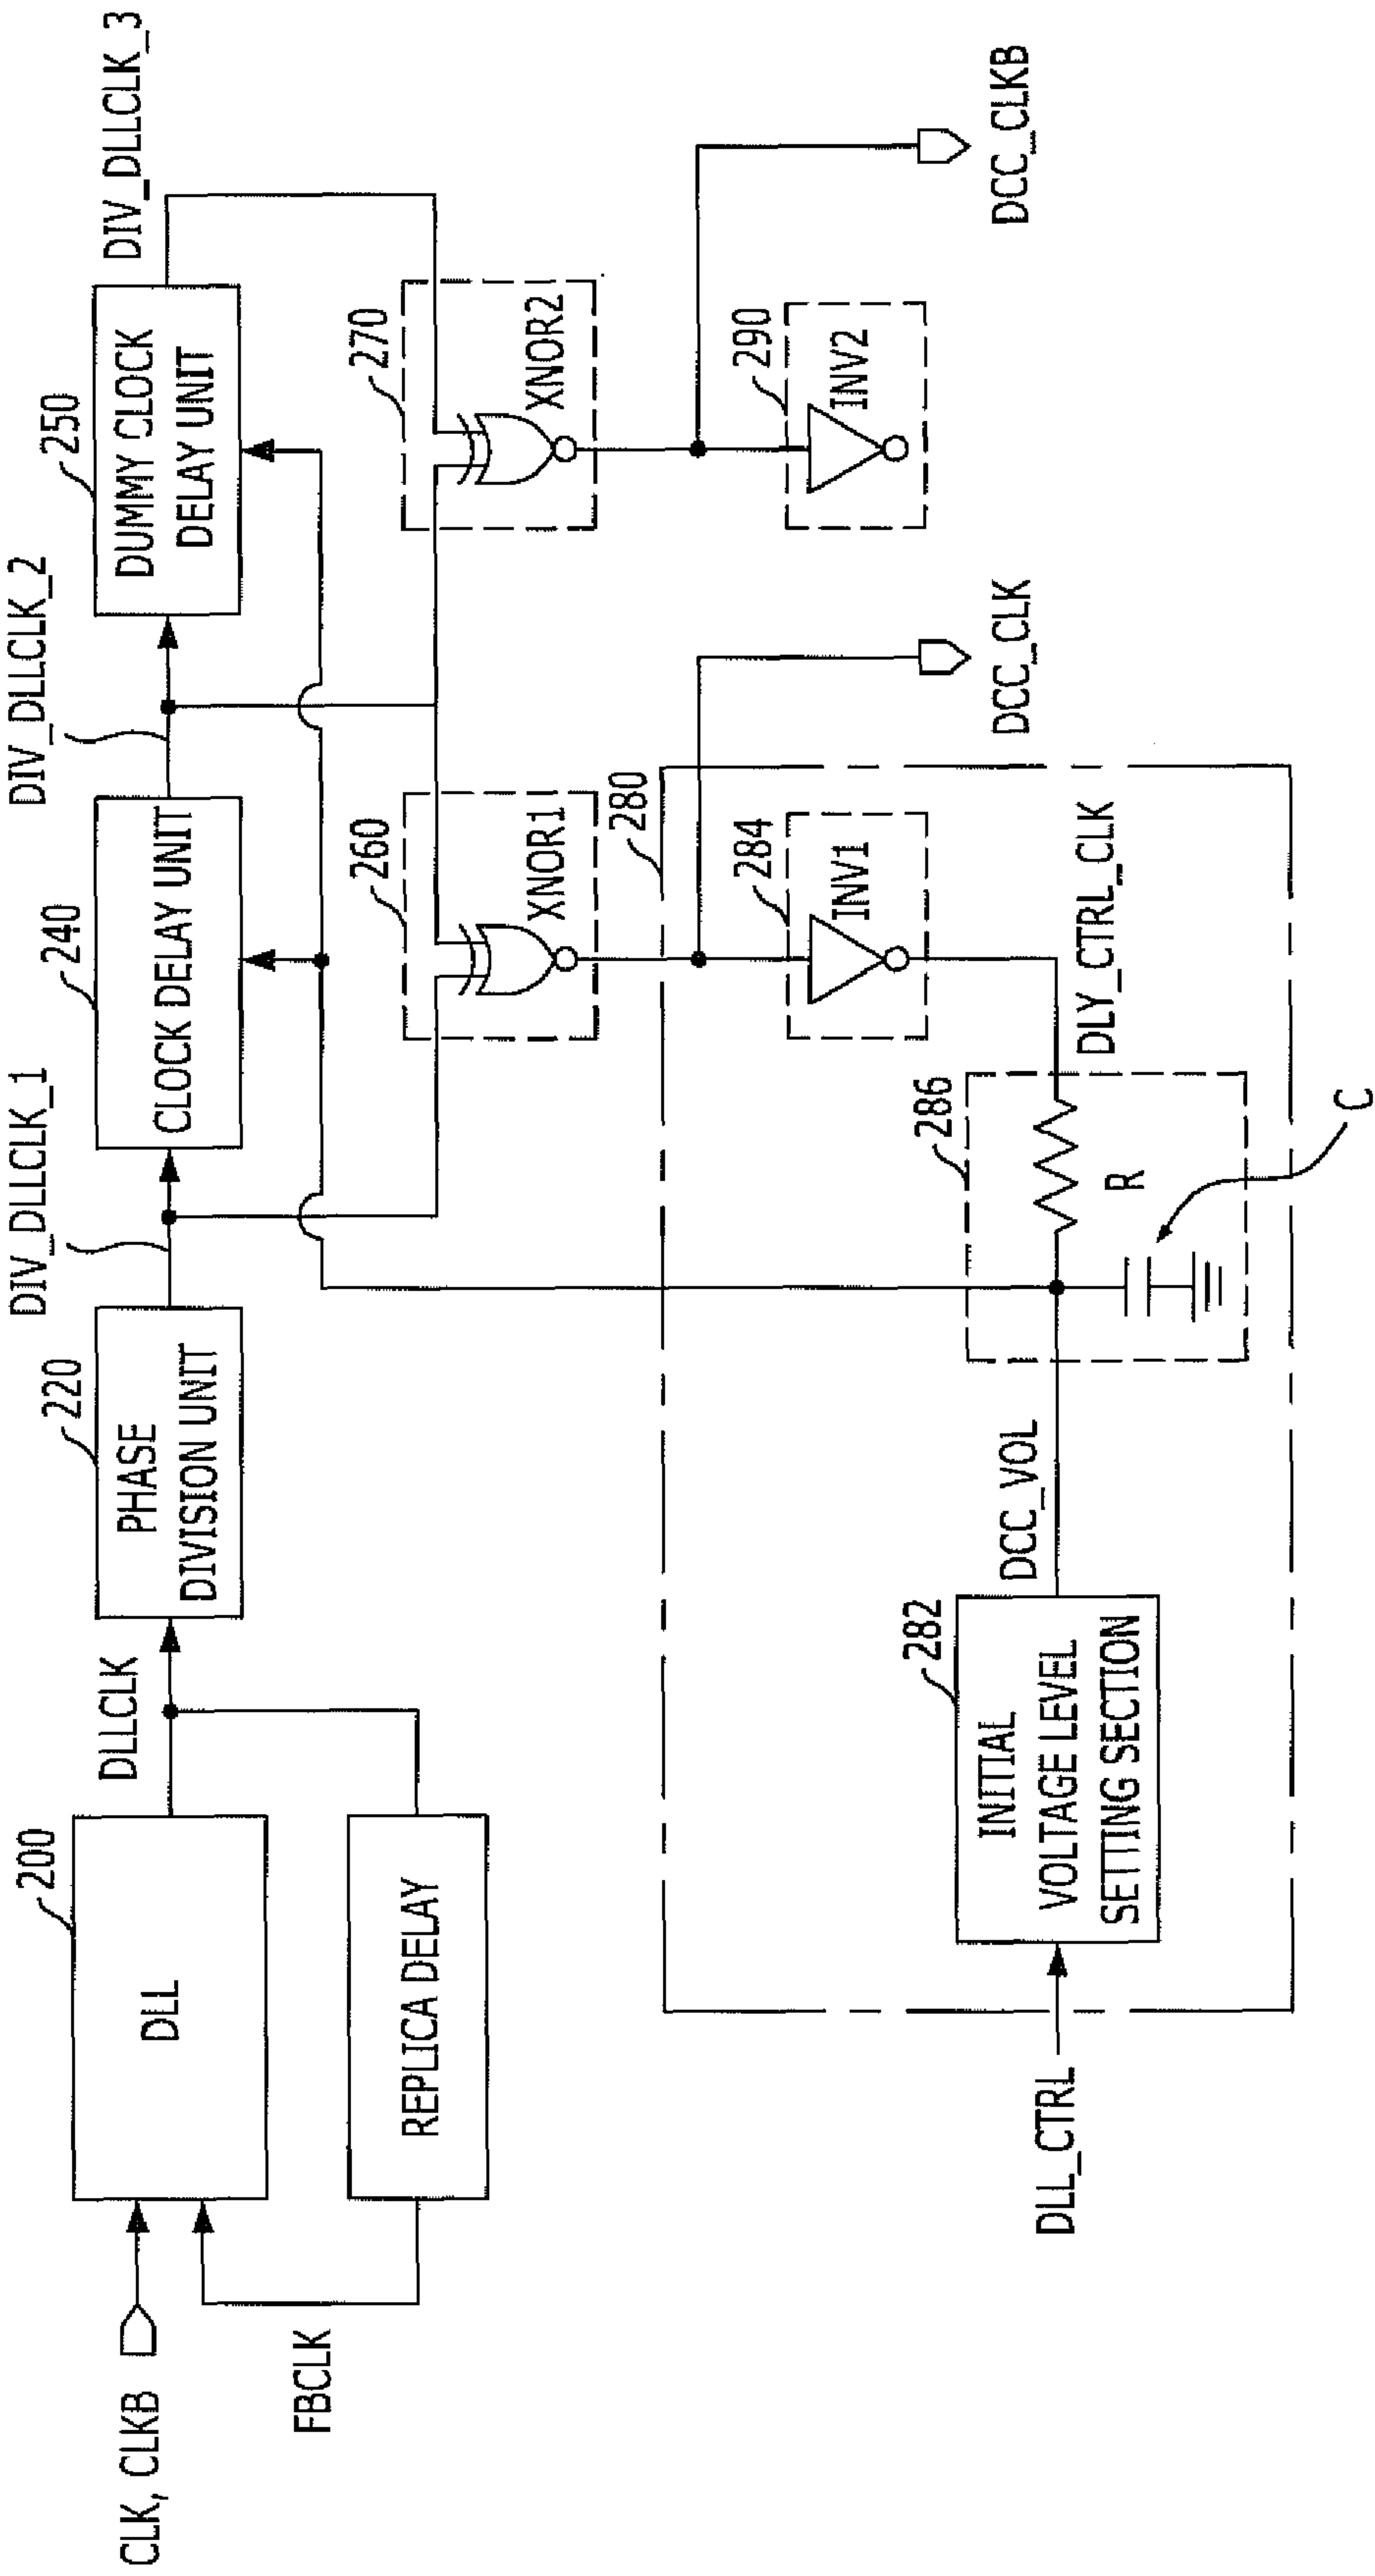 CLK, CLKB
FBCLK
200
DLL
REPLICA DELAY
DLLCLK
220
PHASE
DIVISION UNIT
DIV_DLLCLK_1
240
CLOCK DELAY UNIT
DIV_DLLCLK_2
250
DUMMY CLOCK
DELAY UNIT
DIV_DLLCLK_3
260
XNOR1
270
XNOR2
280
284
INV1
290
INV2
DCC_CLK
DCC_CLKB
DLL_CTRL
282
INITIAL
VOLTAGE LEVEL
SETTING SECTION
DCC_VOL
286
R
C
DLY_CTRL_CLK